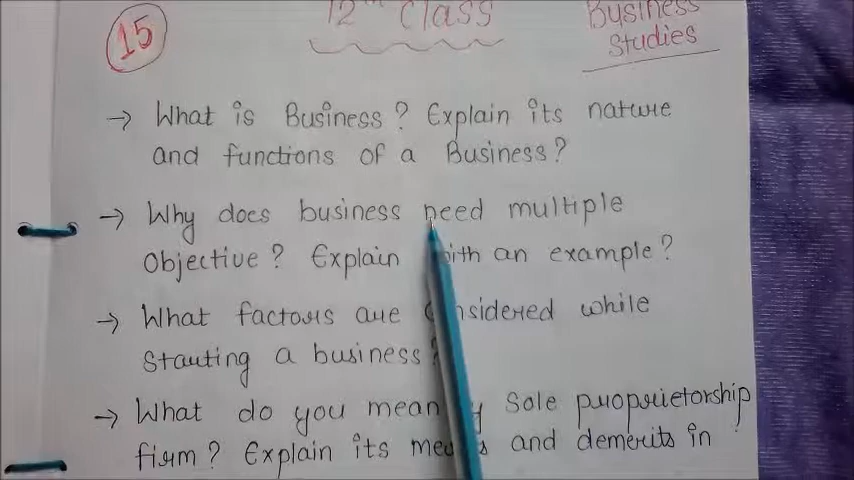 15
12th Class
Business
Studies
→ What is Business? Explain its nature
and functions of a Business?
→ Why does business need multiple
Objective? Explain with an example?
→ What factors are considered while
Starting a business?
→ What do you mean by Sole proprietorship
firm? Explain its merits and demerits in